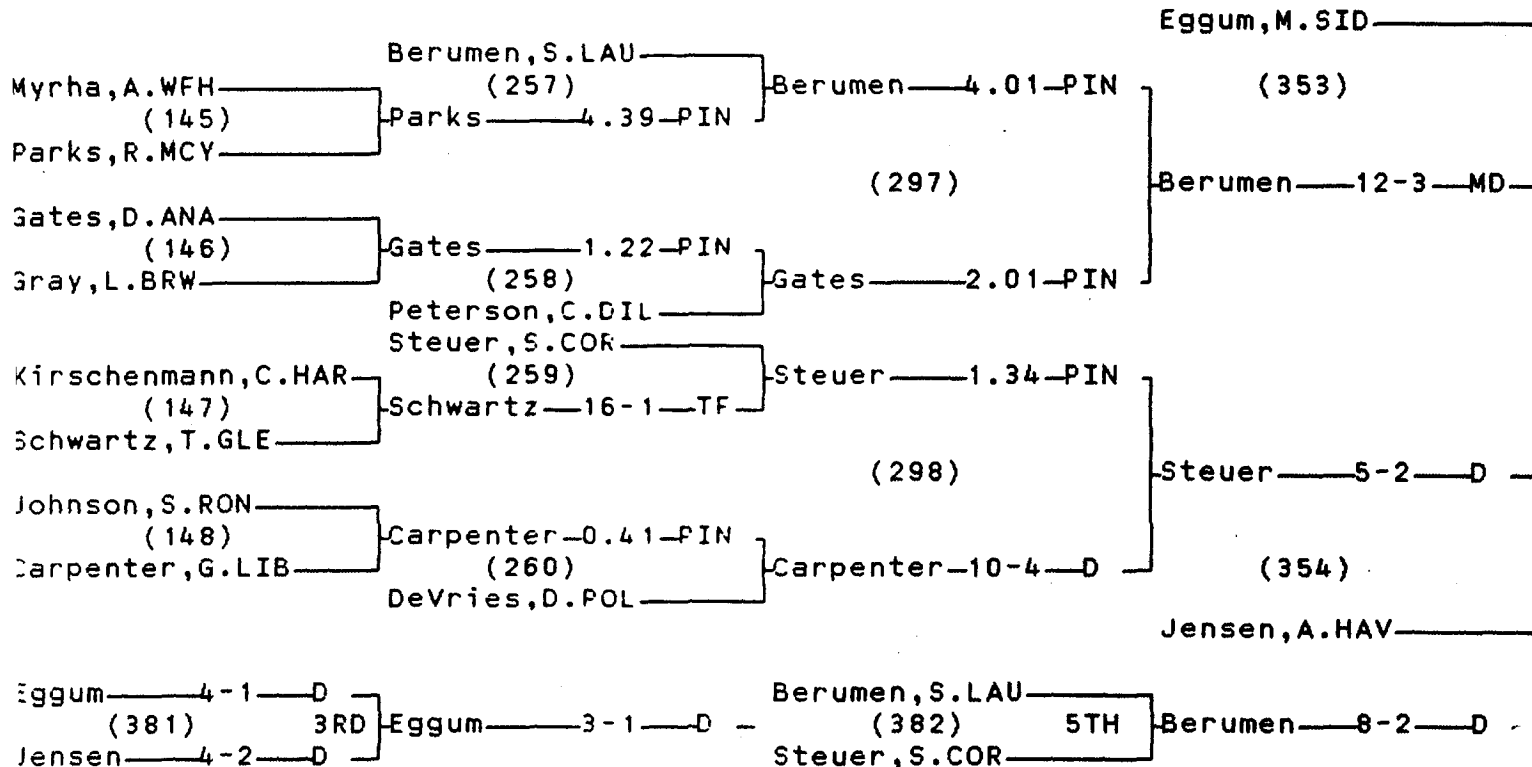 Eggum,M.SID
Berumen,S.LAU
Myrha,A.WFH (257) Berumen 4.01 PIN (353)
(145) Parks 4.39 PIN
Parks,R.MCY
(297) Berumen 12-3 MD
Gates,D.ANA
(146) Gates 1.22 PIN
Gray,L.BRW (258) Gates 2.01 PIN
Peterson,C.DIL
Steuer,S.COR
Kirschenmann,C.HAR (259) Steuer 1.34 PIN
(147) Schwartz 16-1 TF
Schwartz,T.GLE
(298) Steuer 5-2 D
Johnson,S.RON
(148) Carpenter 0.41 PIN
Carpenter,G.LIB (260) Carpenter 10-4 D (354)
DeVries,D.POL
Jensen,A.HAV
Eggum 4-1 D Berumen,S.LAU
(381) 3RD Eggum 3-1 D (382) 5TH Berumen 8-2 D
Jensen 4-2 D Steuer,S.COR